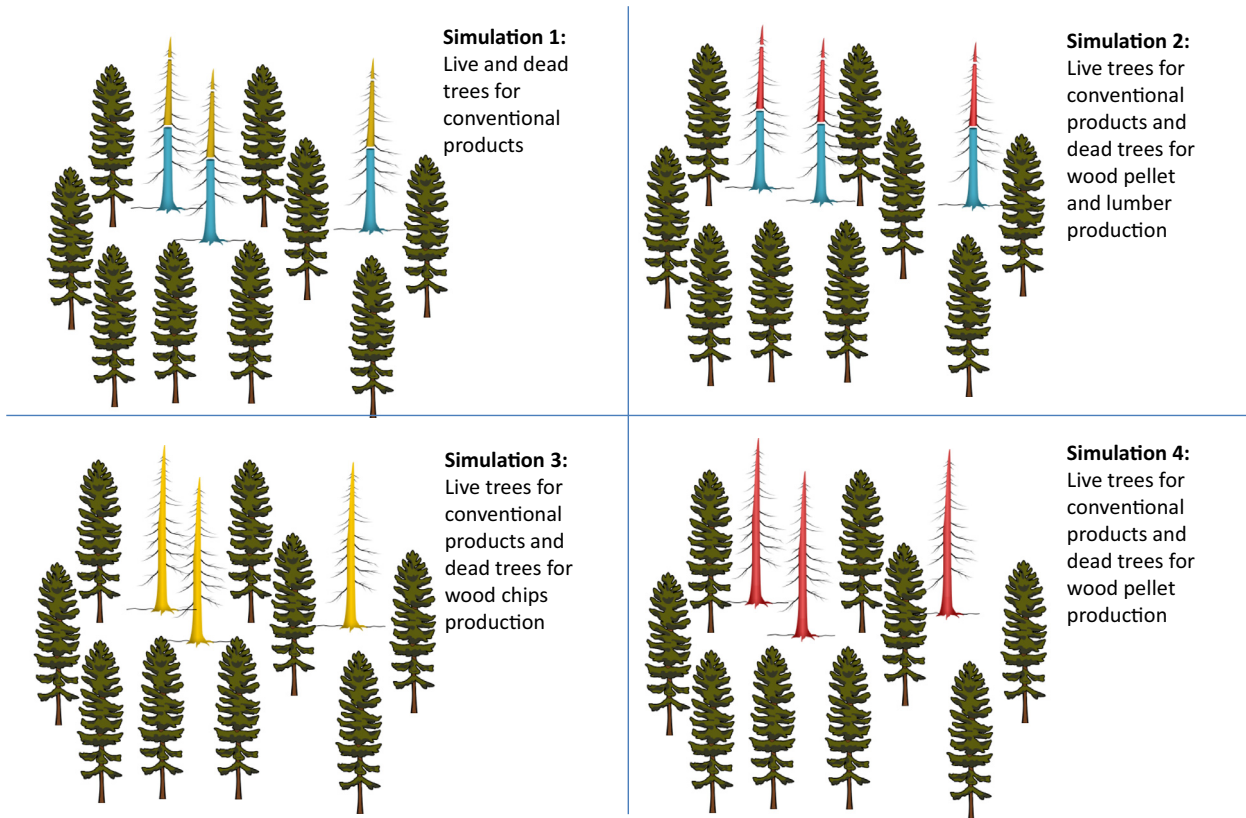 Simulation 1:
Live and dead
trees for
conventional
products
Simulation 2:
Live trees for
conventional
products and
dead trees for
wood pellet
and lumber
production
Simulation 3:
Live trees for
conventional
products and
dead trees for
wood chips
production
Simulation 4:
Live trees for
conventional
products and
dead trees for
wood pellet
production